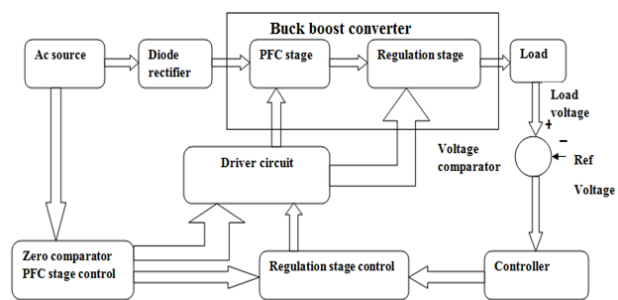 Buck boost converter
Ac source
Diode
rectifier
PFC stage
Regulation stage
Load
Load
voltage
+
−
Driver circuit
Voltage
comparator
Ref
Voltage
Zero comparator
PFC stage control
Regulation stage control
Controller